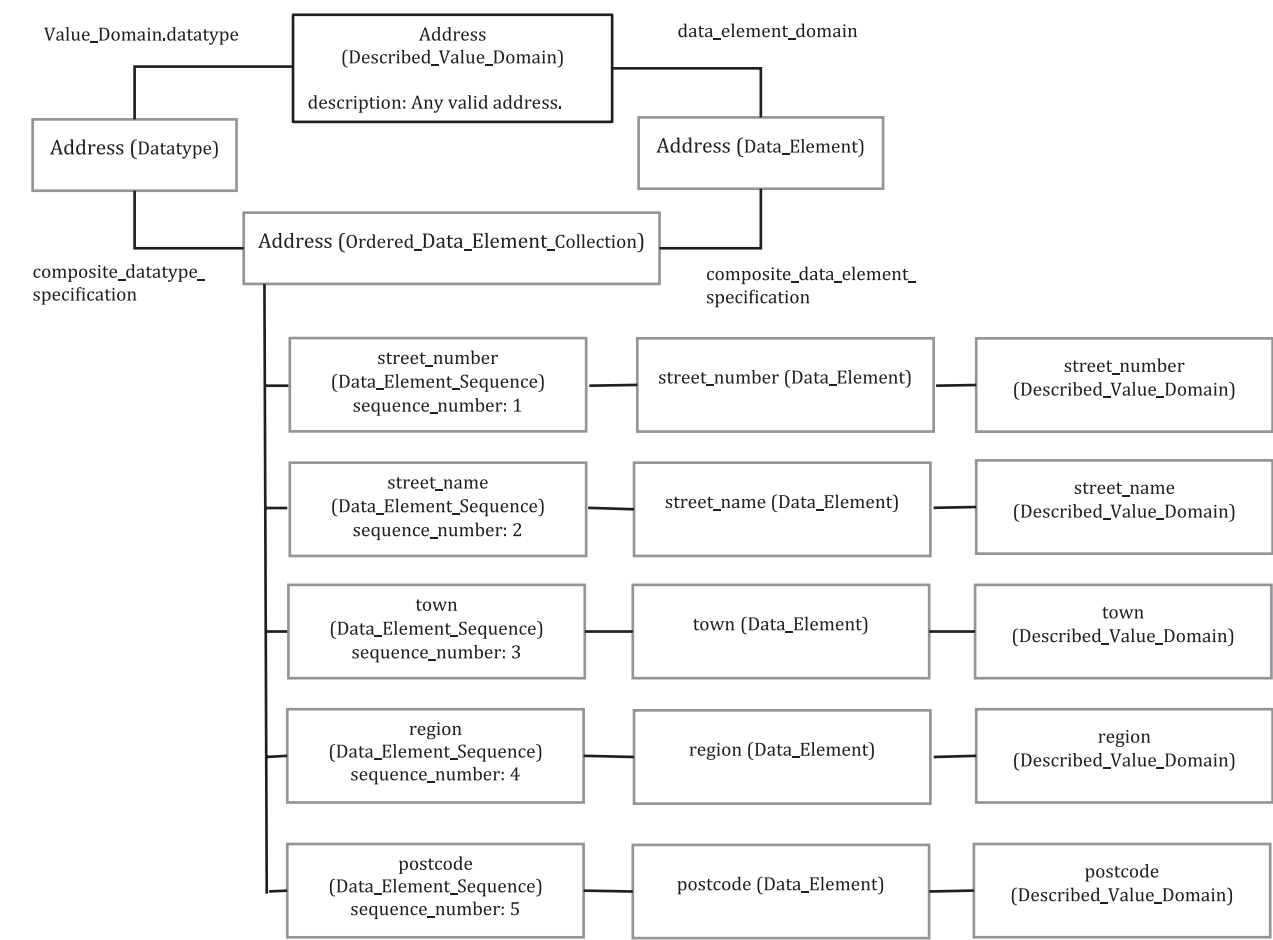 Value_Domain.datatype
Address
(Described_Value_Domain)
description: Any valid address.
data_element_domain
Address (Datatype)
Address (Data_Element)
Address (Ordered_Data_Element_Collection)
composite_datatype_
specification
composite_data_element_
specification
street_number
(Data_Element_Sequence)
sequence_number: 1
street_number (Data_Element)
street_number
(Described_Value_Domain)
street_name
(Data_Element_Sequence)
sequence_number: 2
street_name (Data_Element)
street_name
(Described_Value_Domain)
town
(Data_Element_Sequence)
sequence_number: 3
town (Data_Element)
town
(Described_Value_Domain)
region
(Data_Element_Sequence)
sequence_number: 4
region (Data_Element)
region
(Described_Value_Domain)
postcode
(Data_Element_Sequence)
sequence_number: 5
postcode (Data_Element)
postcode
(Described_Value_Domain)